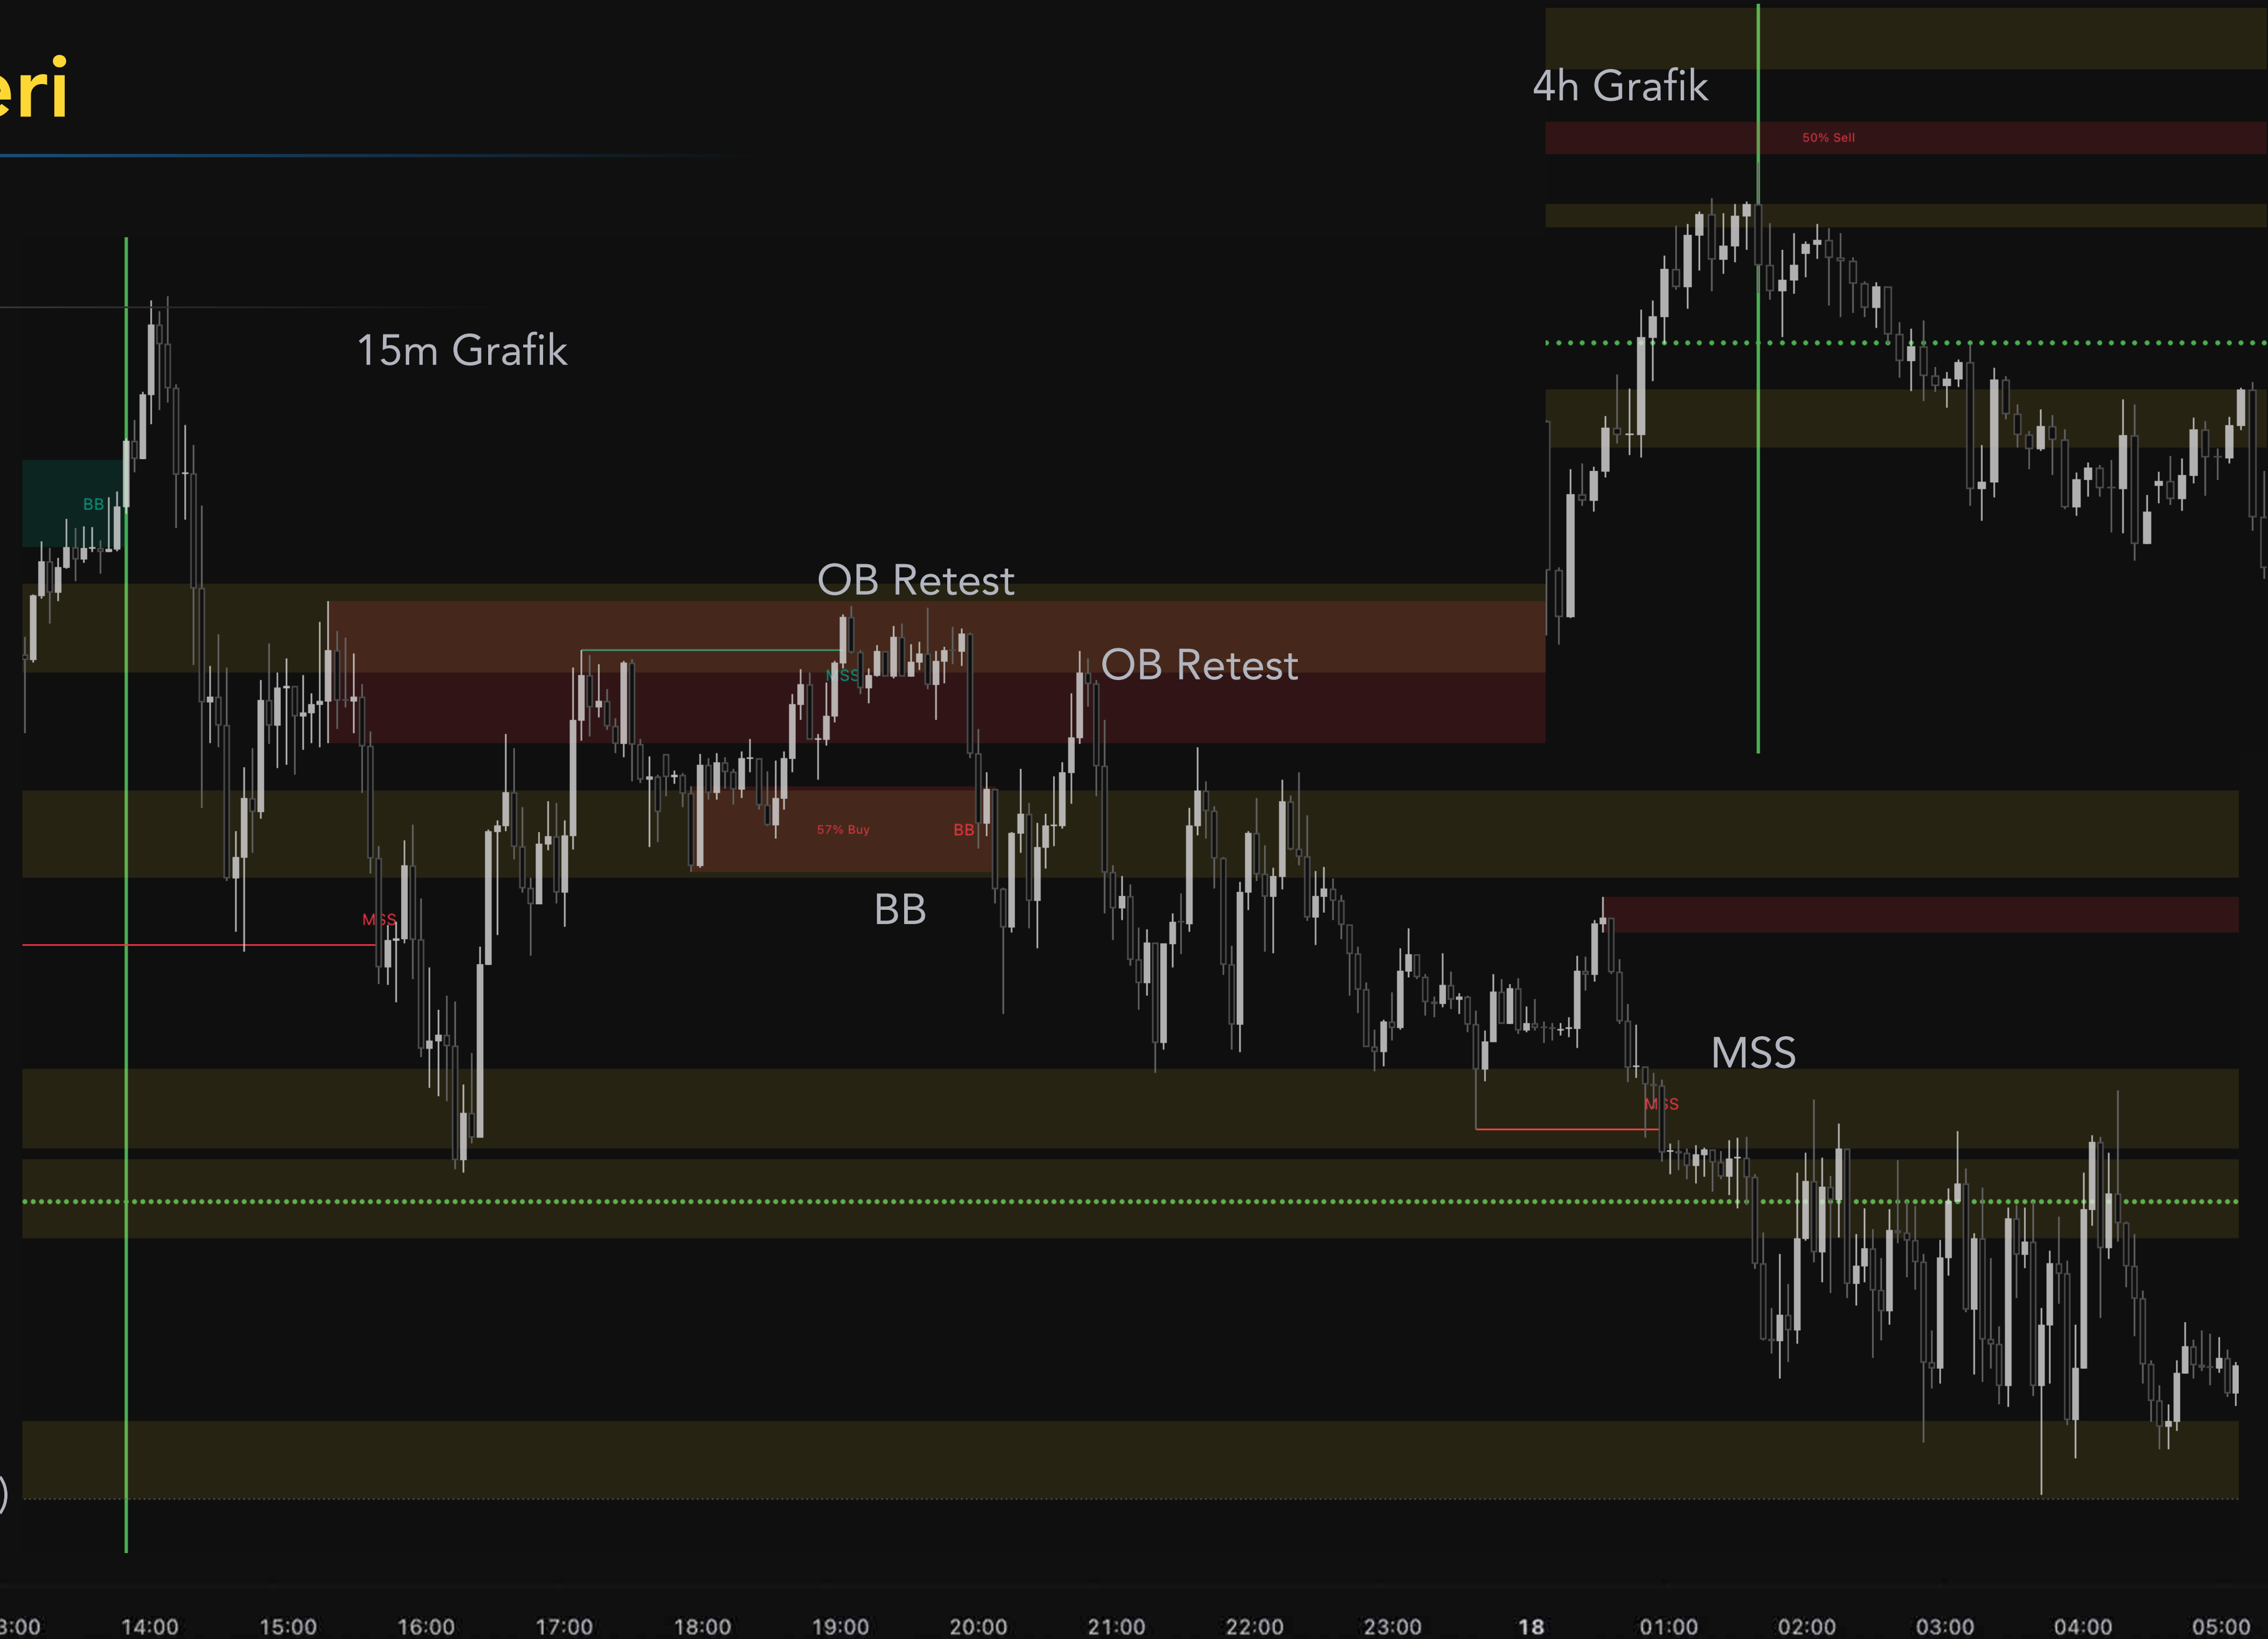 eri
4h Grafik
50% Sell
15m Grafik
BB
OB Retest
OB Retest
MSS
57% Buy
BB
BB
MSS
MSS
MSS
)
3:00 14:00 15:00 16:00 17:00 18:00 19:00 20:00 21:00 22:00 23:00 18 01:00 02:00 03:00 04:00 05:00